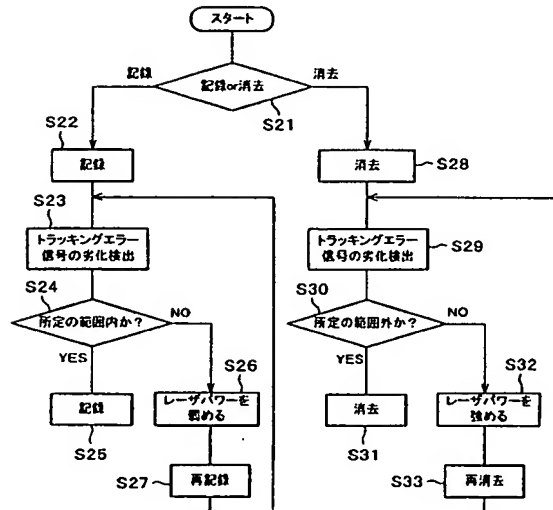 スタート
記録
消去
記録or消去
S21
S22
記録
消去
S28
S23
トラッキングエラー
信号の劣化検出
トラッキングエラー
信号の劣化検出
S29
S24
所定の範囲内か?
NO
YES
S30
所定の範囲外か?
NO
YES
S26
レーザパワーを
弱める
記録
S25
S32
レーザパワーを
強める
消去
S31
S27
再記録
S33
再消去